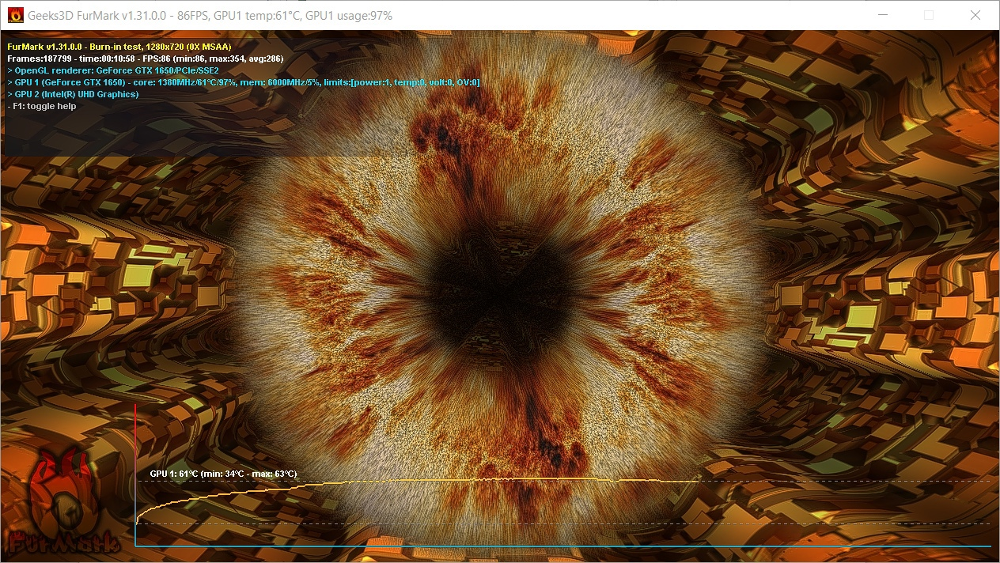 Geeks3D FurMark v1.31.0.0 - 86FPS, GPU1 temp:61°C, GPU1 usage:97%
FurMark v1.31.0.0 - Burn-in test, 1280x720 (0X MSAA)
Frames:187799 - time:00:10:58 - FPS:86 (min:86, max:354, avg:286)
> OpenGL renderer: GeForce GTX 1650/PCIe/SSE2
> GPU 1 (GeForce GTX 1650) - core: 1380MHz/61°C/97%, mem: 6000MHz/5%, limits:[power:1, temp:0, volt:0, OV:0]
> GPU 2 (Intel(R) UHD Graphics)
- F1: toggle help
GPU 1: 61°C (min: 34°C - max: 63°C)
FurMark